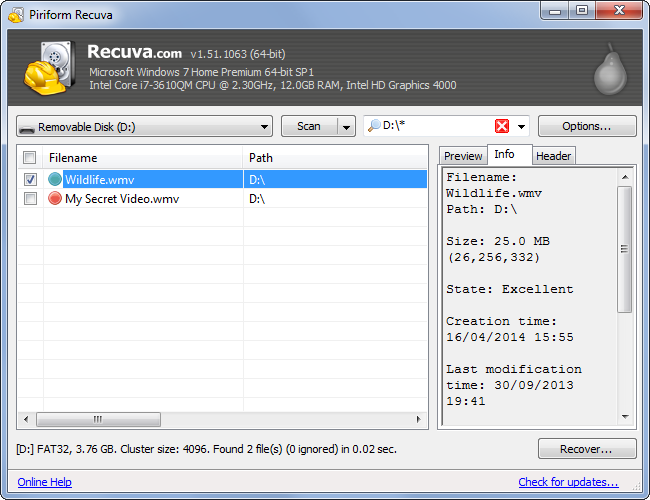 Piriform Recuva
Recuva.com v1.51.1063 (64-bit)
Microsoft Windows 7 Home Premium 64-bit SP1
Intel Core i7-3610QM CPU @ 2.30GHz, 12.0GB RAM, Intel HD Graphics 4000
Removable Disk (D:)
Scan
D:\*
Options...
Filename Path
Wildlife.wmv D:\
My Secret Video.wmv D:\
Preview Info Header
Filename:
Wildlife.wmv
Path: D:\
Size: 25.0 MB
(26,256,332)
State: Excellent
Creation time:
16/04/2014 15:55
Last modification
time: 30/09/2013
19:41
[D:] FAT32, 3.76 GB. Cluster size: 4096. Found 2 file(s) (0 ignored) in 0.02 sec.
Recover...
Online Help
Check for updates...